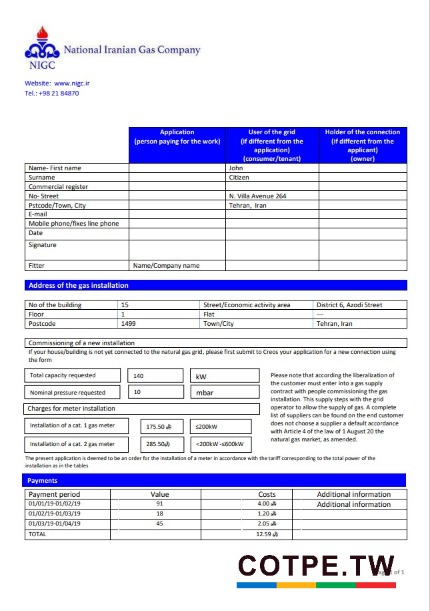 National Iranian Gas Company
NIGC
Website: www.nigc.ir
Tel.: +98 21 84870
Application
(person paying for the work)
User of the grid
(if different from the
application)
(consumer/tenant)
Holder of the connection
(if different from the
applicant)
(owner)
Name- First name John
Surname Citizen
Commercial register
No- Street N. Villa Avenue 264
Pstcode/Town, City Tehran, Iran
E-mail
Mobile phone/fixes line phone
Date
Signature
Fitter Name/Company name
Address of the gas installation
No of the building 15 Street/Economic activity area District 6, Azodi Street
Floor 1 Flat ---
Postcode 1499 Town/City Tehran, Iran
Commissioning of a new installation
If your house/building is not yet connected to the natural gas grid, please first submit to Creos your application for a new connection using
the form
Total capacity requested 140 kW
Nominal pressure requested 10 mbar
Charges for meter installation
Installation of a cat. 1 gas meter 175.50 ≤200kW
Installation of a cat. 2 gas meter 285.50 <200kW -≤600kW
Please note that according the liberalization of
the customer must enter into a gas supply
contract with people commissioning the gas
installation. This supply steps with the grid
operator to allow the supply of gas. A complete
list of suppliers can be found on the end customer
does not choose a supplier a default accordance
with Article 4 of the law of 1 August 20 the
natural gas market, as amended.
The present application is deemed to be an order for the installation of a meter in accordance with the tariff corresponding to the total power of the
installation as in the tables
Payments
Payment period Value Costs Additional information
01/01/19-01/02/19 91 4.00 Additional information
01/02/19-01/03/19 18 1.20
01/03/19-01/04/19 45 2.05
TOTAL 12.59
COTPE.TW
of 1